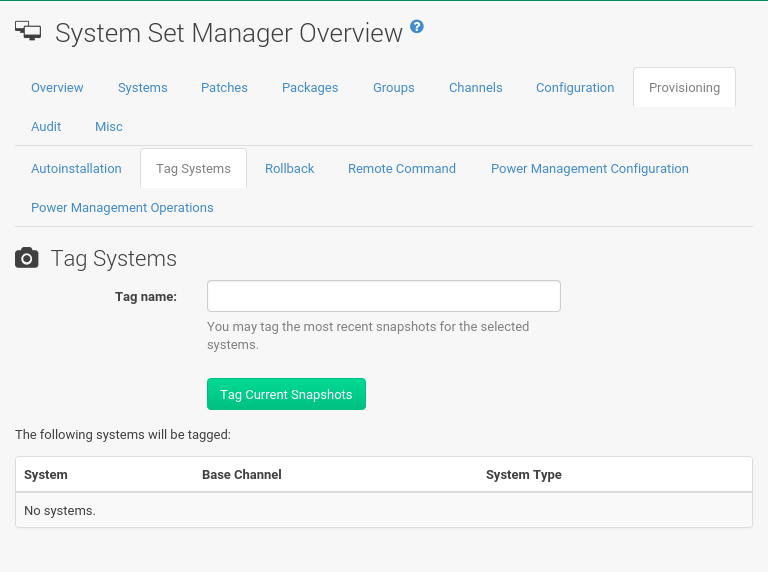 System Set Manager Overview ?
Overview Systems Patches Packages Groups Channels Configuration Provisioning
Audit Misc
Autoinstallation Tag Systems Rollback Remote Command Power Management Configuration
Power Management Operations
Tag Systems
Tag name:
You may tag the most recent snapshots for the selected
systems.
Tag Current Snapshots
The following systems will be tagged:
System Base Channel System Type
No systems.